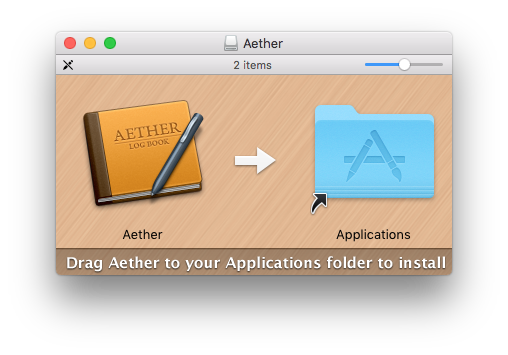 Aether
2 items
AETHER
LOG BOOK
Aether
Applications
Drag Aether to your Applications folder to install